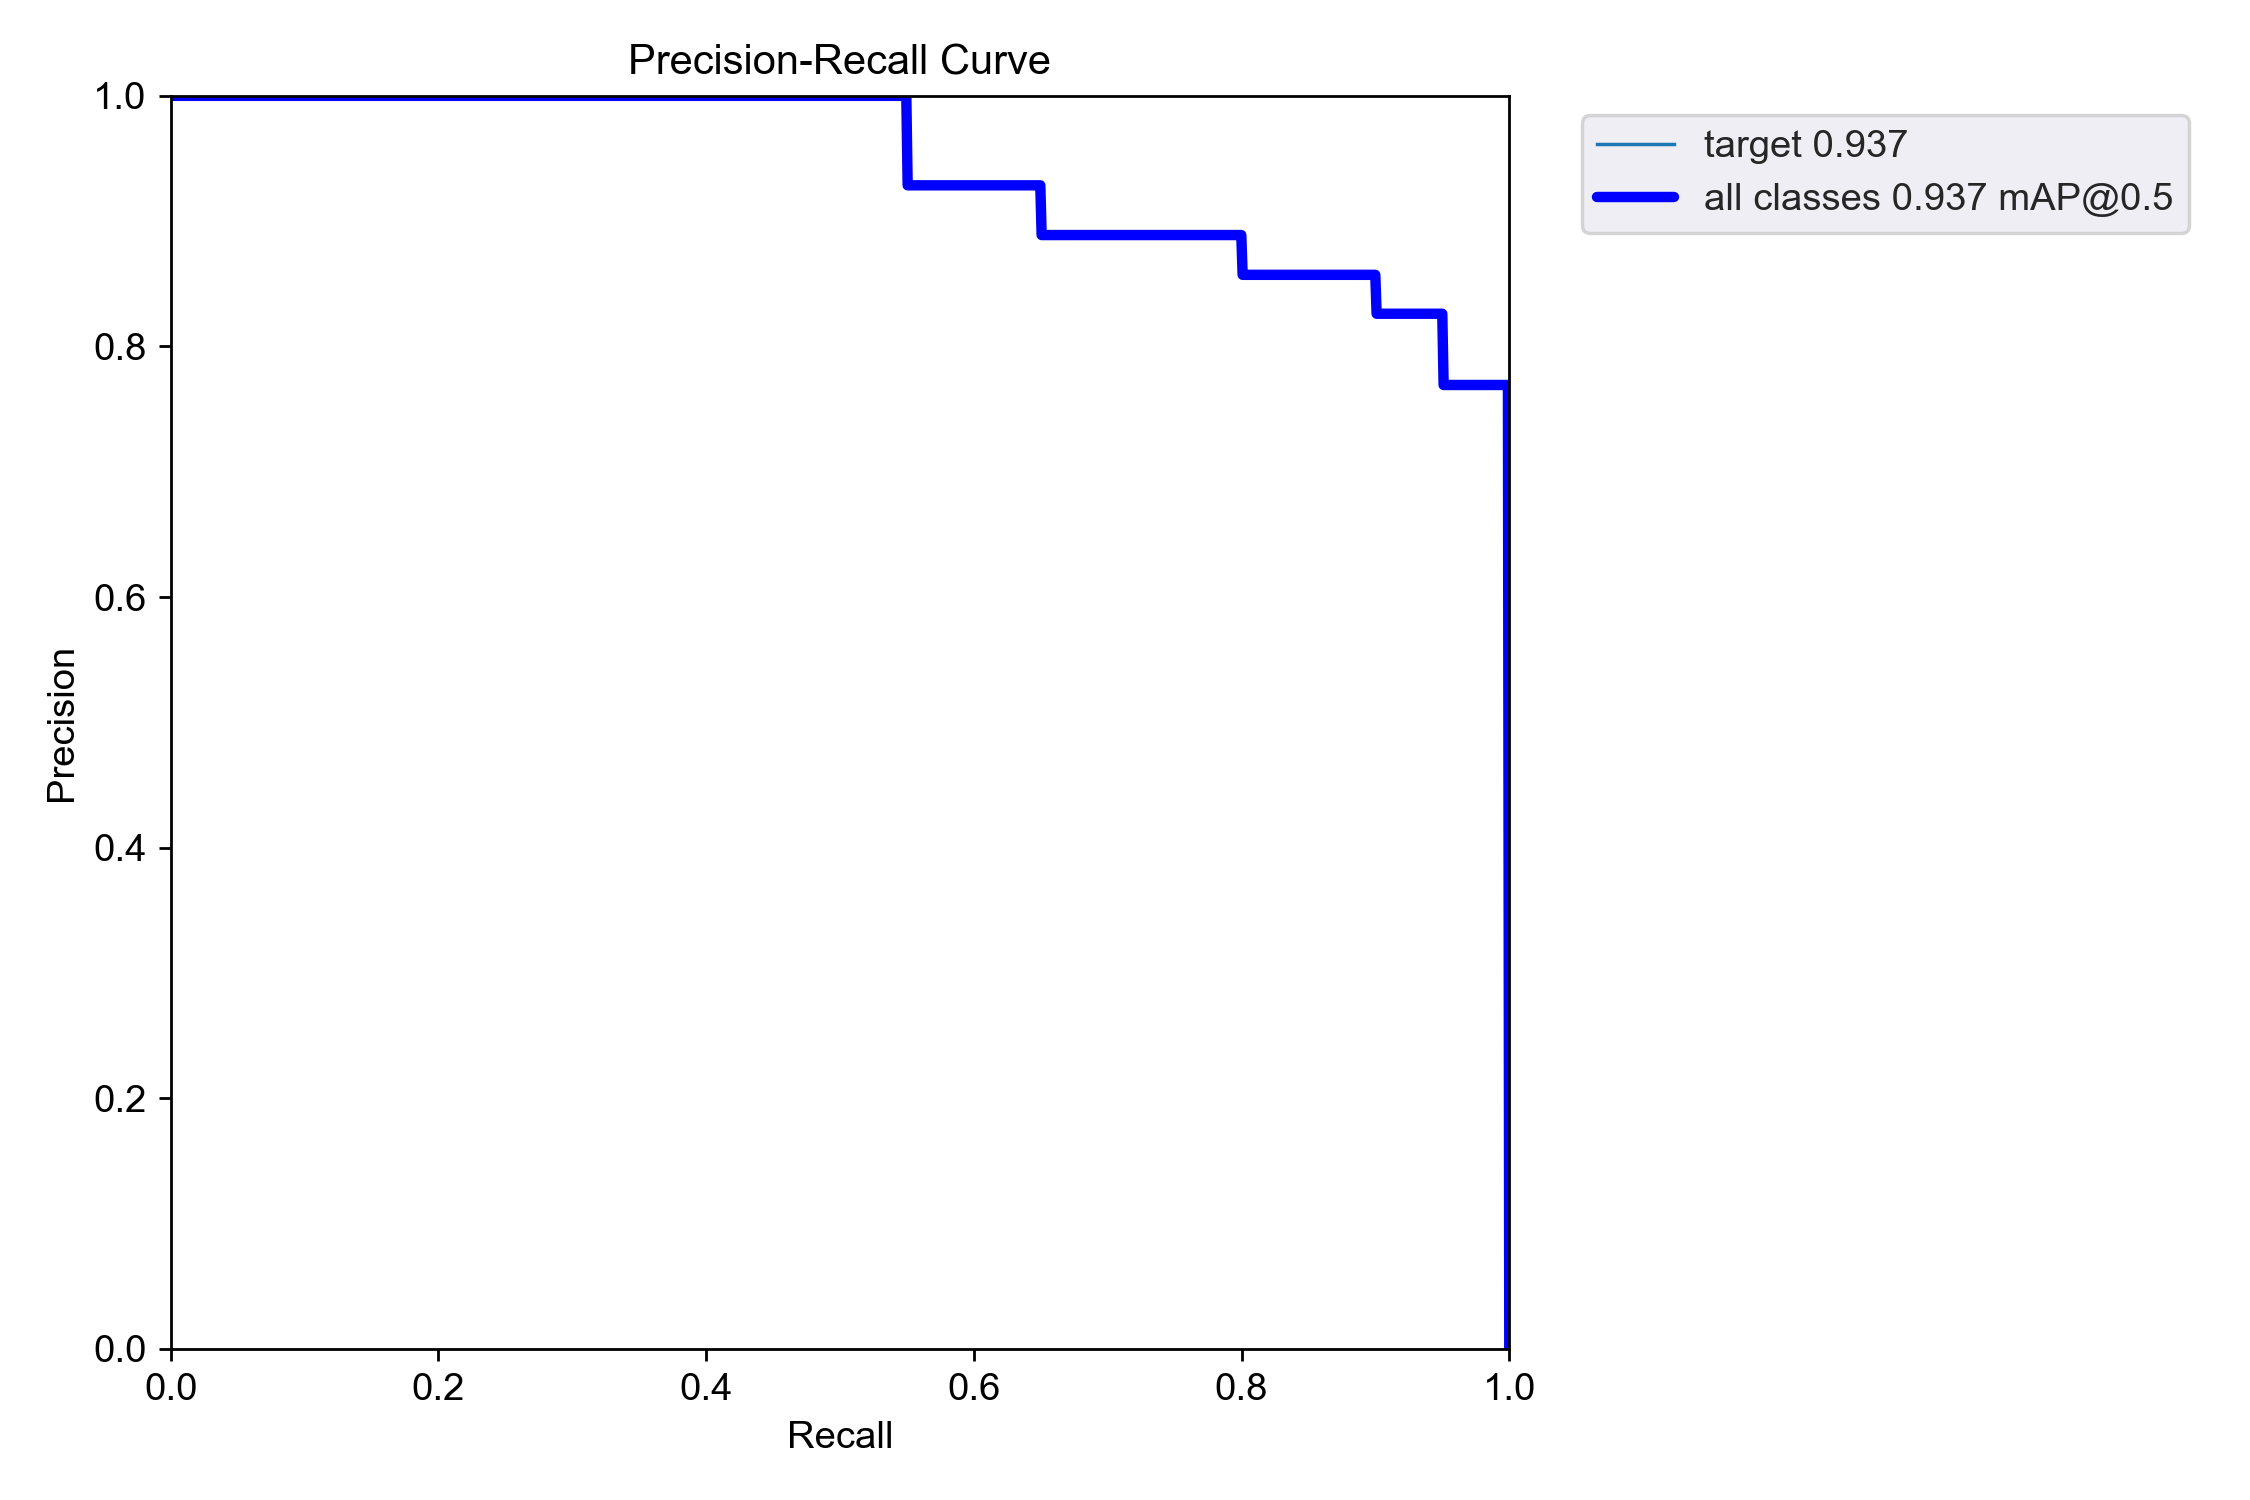 Precision-Recall Curve
1.0
0.8
0.6
0.4
0.2
0.0
Precision
0.0 0.2 0.4 0.6 0.8 1.0
Recall
target 0.937
all classes 0.937 mAP@0.5